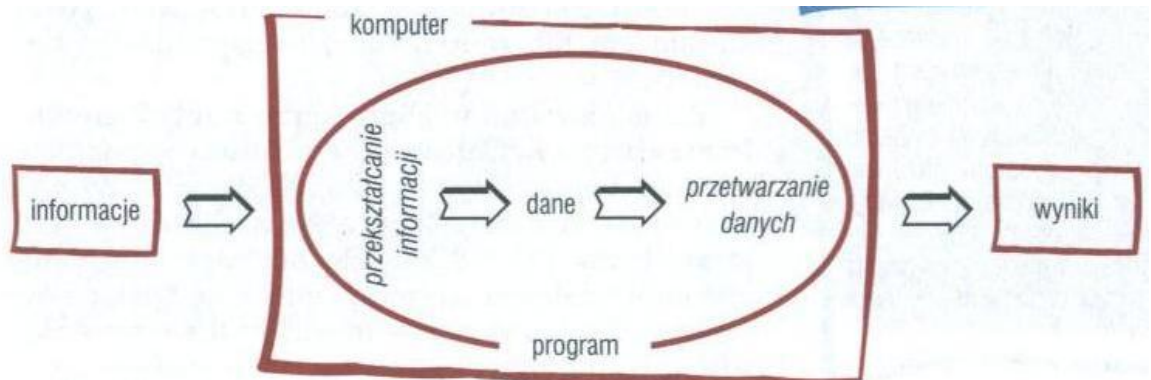 komputer
informacje
przekształcanie
informacji
dane
przetwarzanie
danych
wyniki
program